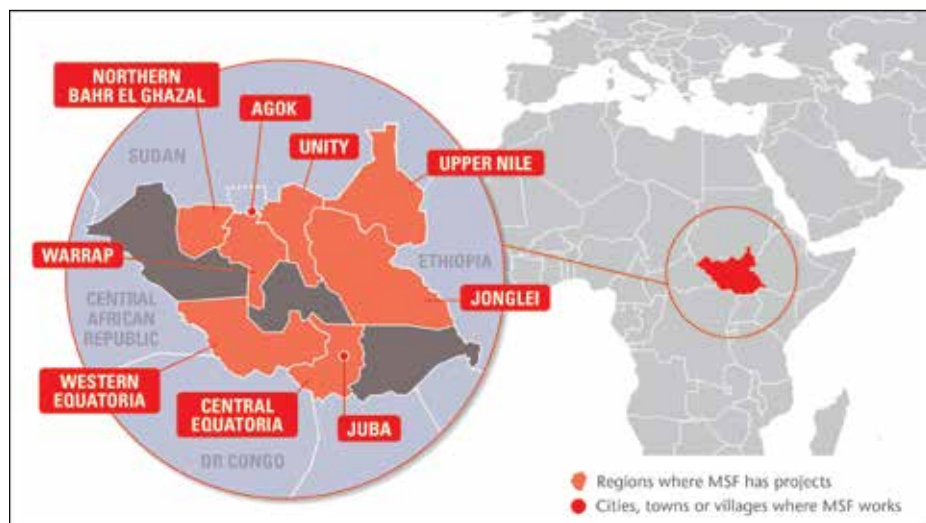 NORTHERN
BAHR EL GHAZAL
AGOK
UNITY
UPPER NILE
SUDAN
WARRAP
ETHIOPIA
JONGLEI
CENTRAL
AFRICAN
REPUBLIC
WESTERN
EQUATORIA
CENTRAL
EQUATORIA
JUBA
DR CONGO
Regions where MSF has projects
Cities, towns or villages where MSF works